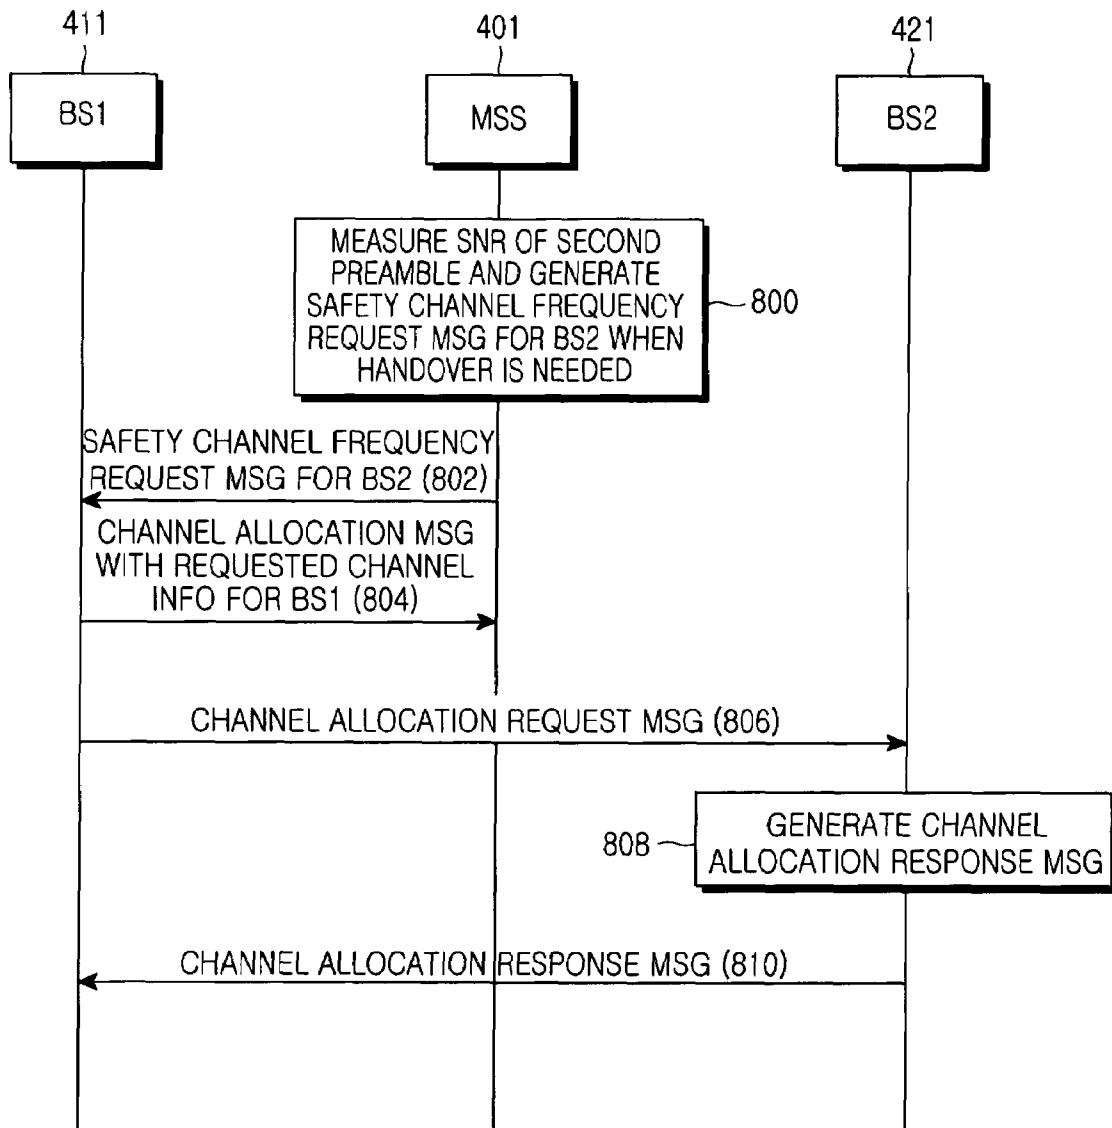 411
401
421
BS1
MSS
BS2
MEASURE SNR OF SECOND
PREAMBLE AND GENERATE
SAFETY CHANNEL FREQUENCY
REQUEST MSG FOR BS2 WHEN
HANDOVER IS NEEDED
800
SAFETY CHANNEL FREQUENCY
REQUEST MSG FOR BS2 (802)
CHANNEL ALLOCATION MSG
WITH REQUESTED CHANNEL
INFO FOR BS1 (804)
CHANNEL ALLOCATION REQUEST MSG (806)
808
GENERATE CHANNEL
ALLOCATION RESPONSE MSG
CHANNEL ALLOCATION RESPONSE MSG (810)